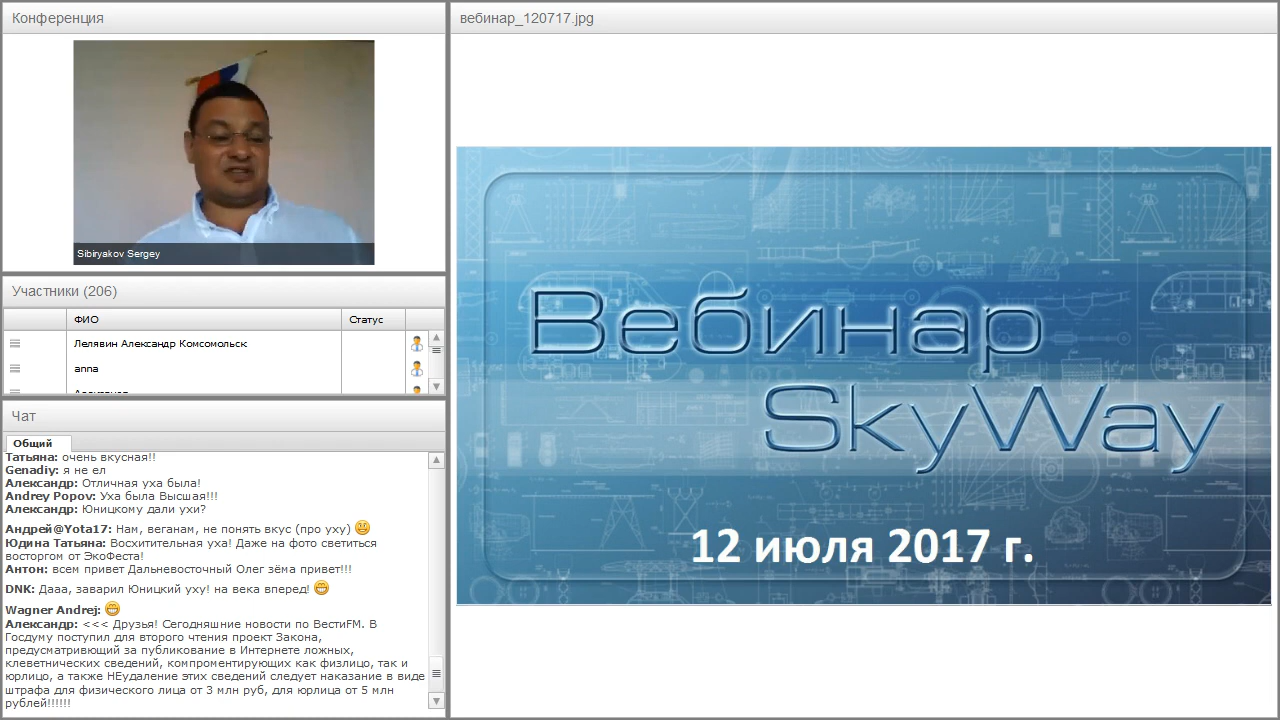 Конференция
Sibiryakov Sergey
Участники (206)
ФИО
Статус
Лелявин Александр Комсомольск
anna
Чат
Общий
Татьяна: очень вкусная!!
Genadiy: я не ел
Александр: Отличная уха была!
Andrey Popov: Уха была Высшая!!!
Александр: Юницкому дали ухи?
Андрей@Yota17: Нам, веганам, не понять вкус (про уху)
Юдина Татьяна: Восхитительная уха! Даже на фото светиться
восторгом от ЭкоФеста!
Антон: всем привет Дальневосточный Олег зёма привет!!!
DNK: Дааа, заварил Юницкий уху! на века вперед!
Wagner Andrej:
Александр: <<< Друзья! Сегодняшние новости по ВестиFM. В
Госдуму поступил для второго чтения проект Закона,
предусматривющий за публикование в Интернете ложных,
клеветнических сведений, компроментирующих как физлицо, так и
юрлицо, а также НЕудаление этих сведений следует наказание в виде
штрафа для физического лица от 3 млн руб, для юрлица от 5 млн
рублей!!!!!!
вебинар_120717.jpg
Вебинар
SkyWay
12 июля 2017 г.